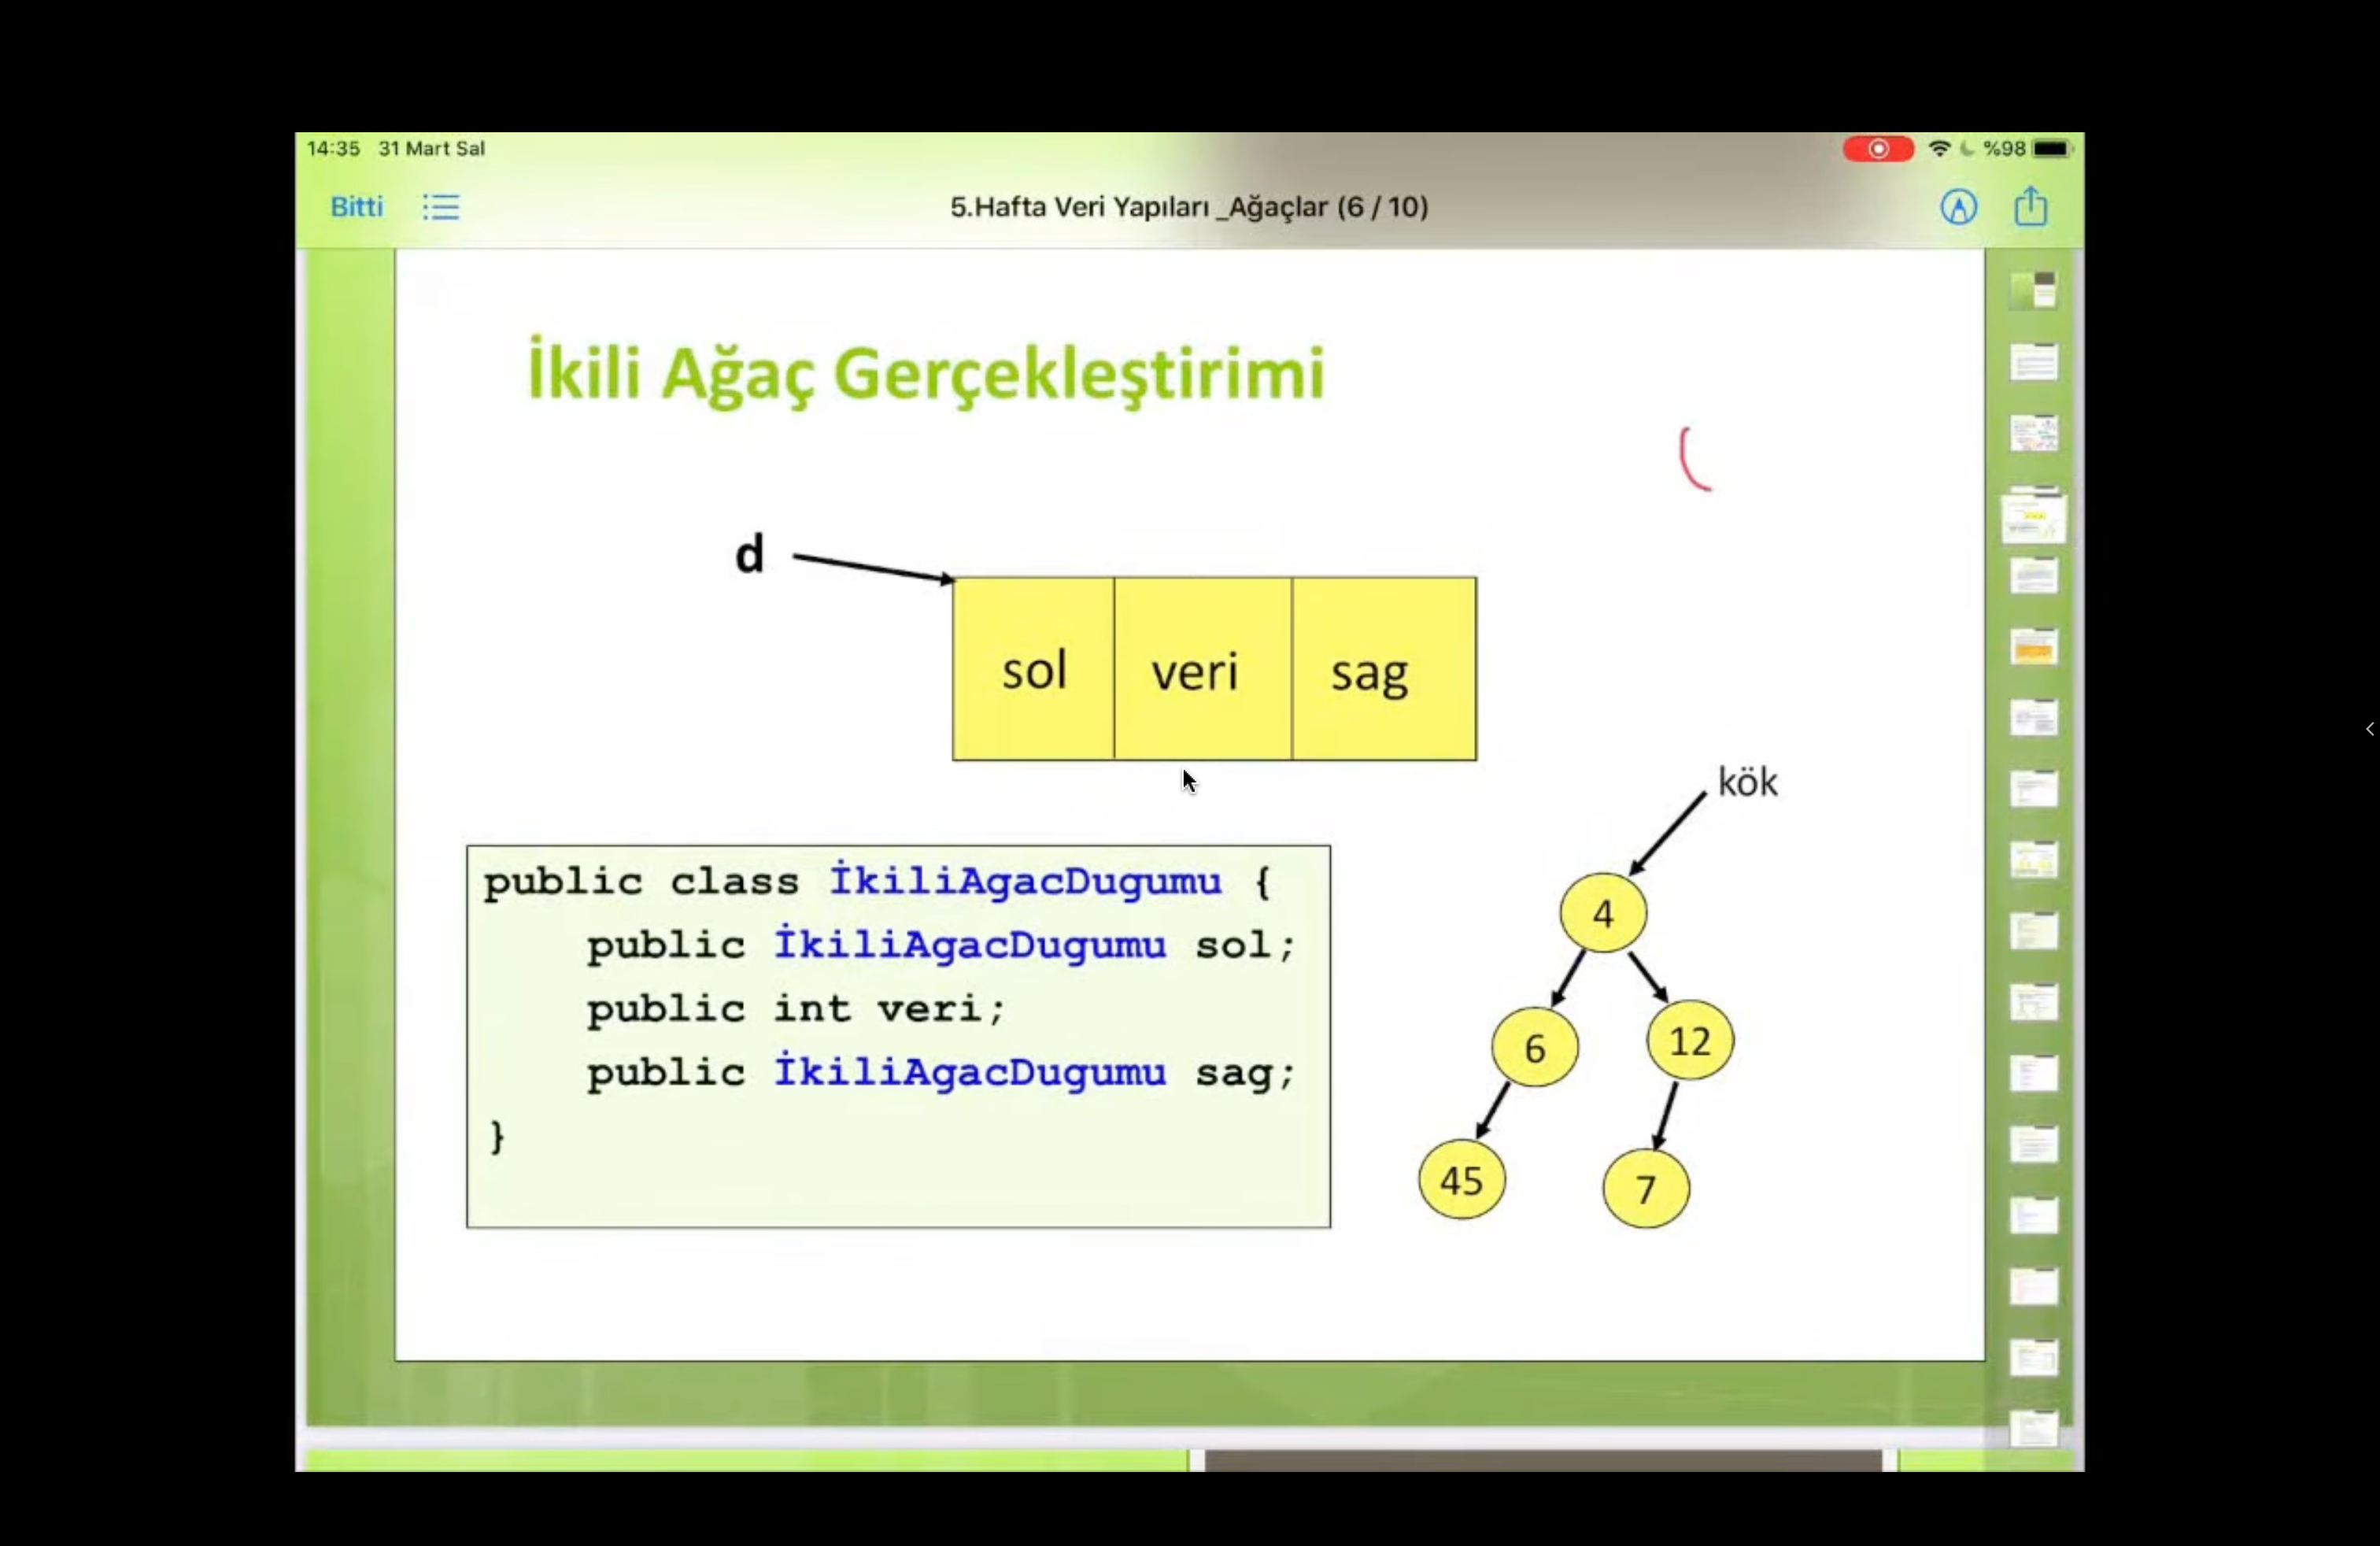 14:35 31 Mart Sal
%98
Bitti
5.Hafta Veri Yapıları _Ağaçlar (6 / 10)
İkili Ağaç Gerçekleştirimi
d
sol veri sag
kök
public class İkiliAgacDugumu {
public İkiliAgacDugumu sol;
public int veri;
public İkiliAgacDugumu sag;
}
4
6 12
45 7